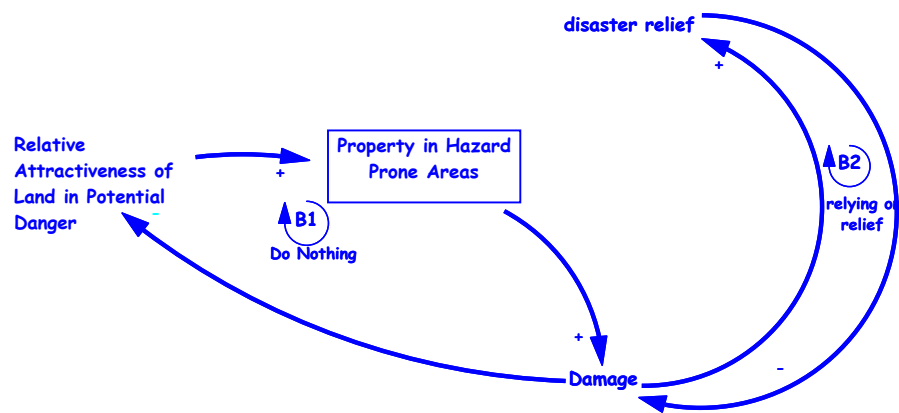 disaster relief
+
Relative
Attractiveness of
Land in Potential
Danger
-
+
Property in Hazard
Prone Areas
B1
Do Nothing
B2
relying o
relief
+
Damage
-